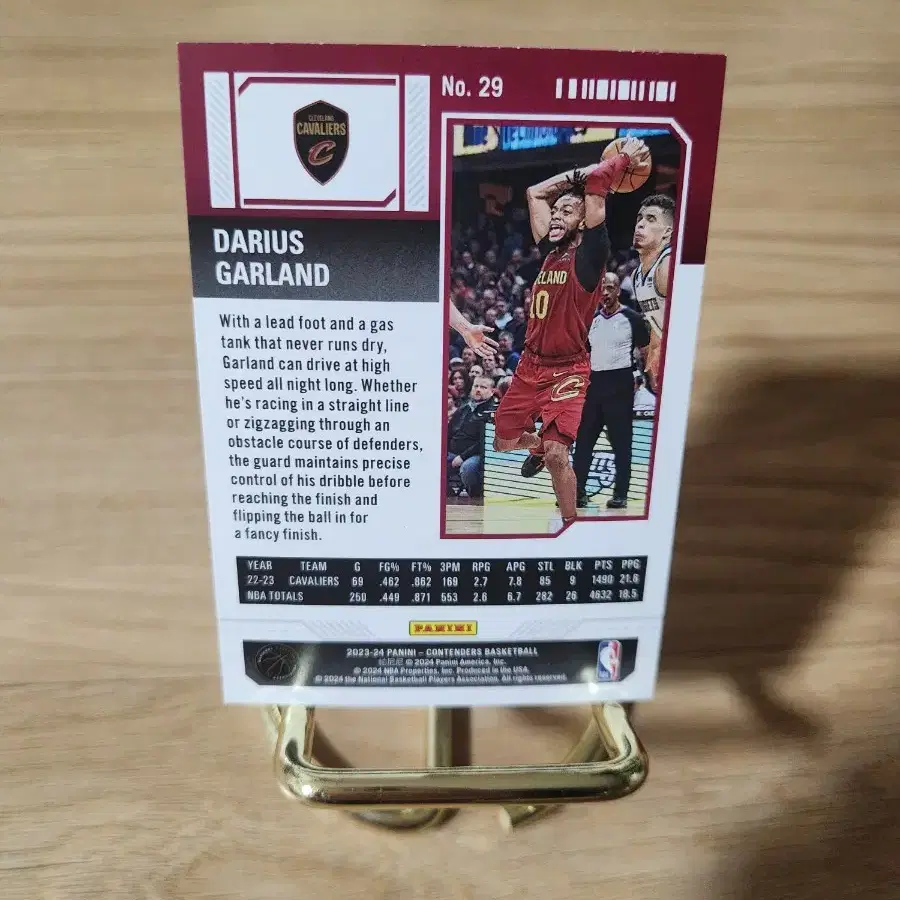 No. 29
CLEVELAND
CAVALIERS
C
DARIUS
GARLAND
ELAND
10
C
With a lead foot and a gas
tank that never runs dry,
Garland can drive at high
speed all night long. Whether
he's racing in a straight line
or zigzagging through an
obstacle course of defenders,
the guard maintains precise
control of his dribble before
reaching the finish and
flipping the ball in for
a fancy finish.
YEAR TEAM G FG% FT% 3PM RPG APG STL BLK PTS PPG
22-23 CAVALIERS 69 .462 .862 169 2.7 7.8 85 9 1490 21.6
NBA TOTALS 250 .449 .871 553 2.6 6.7 282 26 4632 18.5
PANINI
2023-24 PANINI – CONTENDERS BASKETBALL
© 2024 Panini America, Inc.
© 2024 NBA Properties, Inc. Produced in the USA.
© 2024 the National Basketball Players Association. All rights reserved.